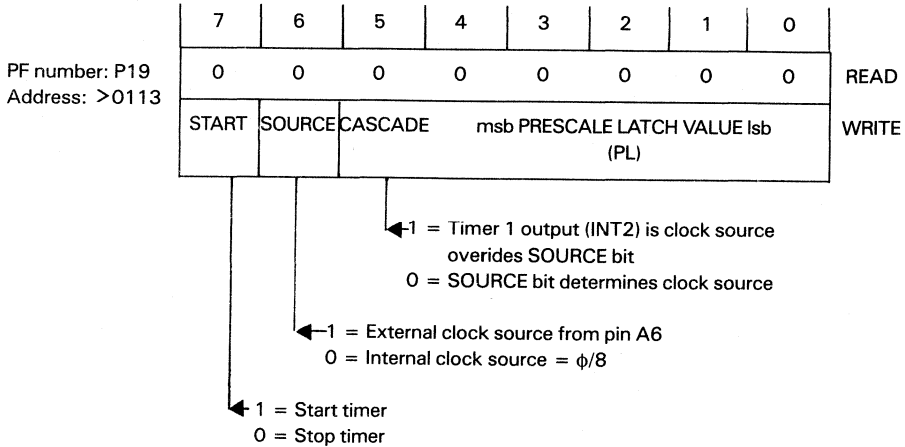 7 6 5 4 3 2 1 0
PF number: P19 0 0 0 0 0 0 0 0 READ
Address: >0113
START SOURCE CASCADE msb PRESCALE LATCH VALUE lsb WRITE
(PL)
1 = Timer 1 output (INT2) is clock source
overides SOURCE bit
0 = SOURCE bit determines clock source
1 = External clock source from pin A6
0 = Internal clock source = ϕ/8
1 = Start timer
0 = Stop timer